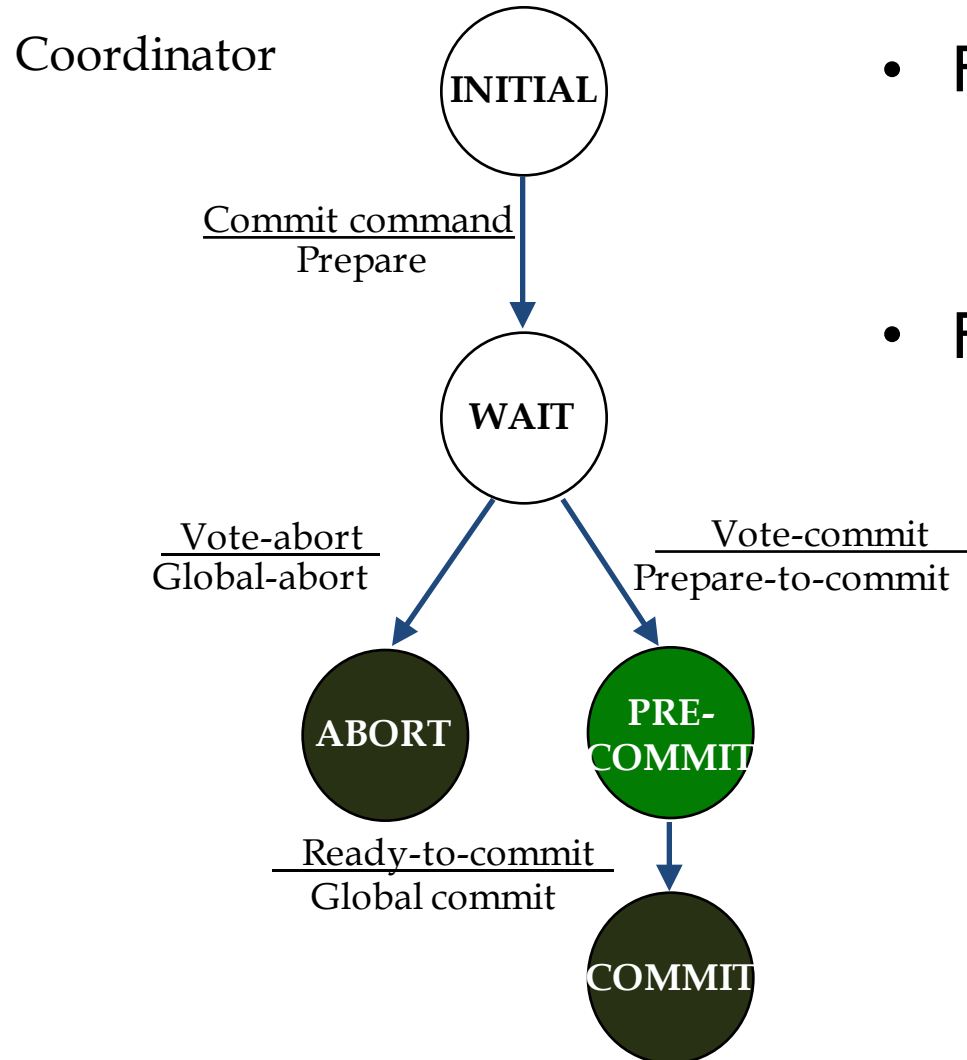 Coordinator
INITIAL
• F
Commit command
Prepare
• F
WAIT
Vote-abort
Global-abort
Vote-commit
Prepare-to-commit
ABORT
PRE-
COMMIT
Ready-to-commit
Global commit
COMMIT